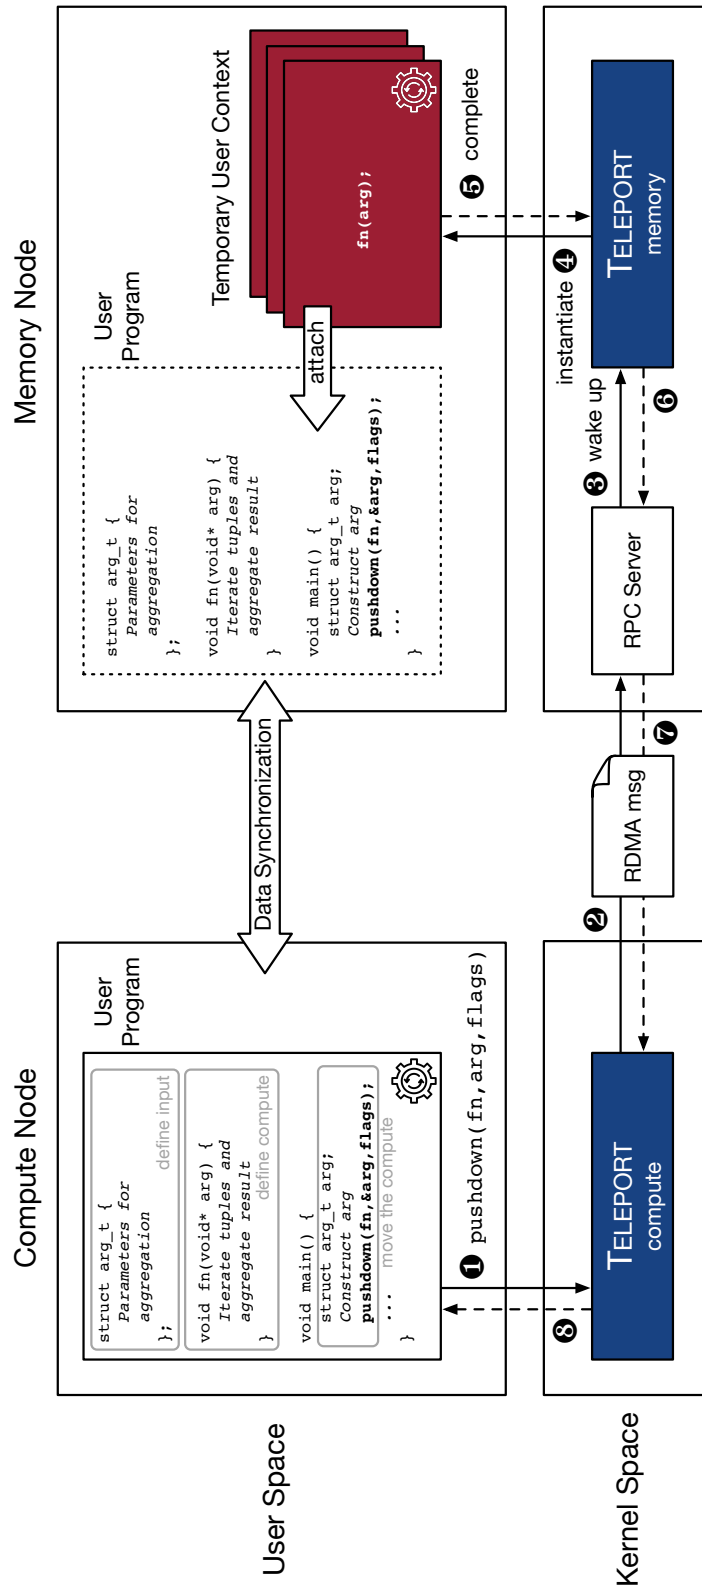 Compute Node
Memory Node
User Space
User
Program
struct arg_t {
Parameters for
aggregation
};
define input
void fn(void* arg) {
Iterate tuples and
aggregate result
}
define compute
void main() {
struct arg_t arg;
Construct arg
pushdown(fn,&arg,flags);
...
move the compute
}
Data Synchronization
User
Program
struct arg_t {
Parameters for
aggregation
};
void fn(void* arg) {
Iterate tuples and
aggregate result
}
void main() {
struct arg_t arg;
Construct arg
pushdown(fn,&arg,flags);
...
}
attach
Temporary User Context
fn(arg);
❽
❶ pushdown(fn,arg,flags)
instantiate ❹
❺ complete
Kernel Space
TELEPORT
compute
❷
RDMA msg
❼
RPC Server
❸ wake up
❻
TELEPORT
memory